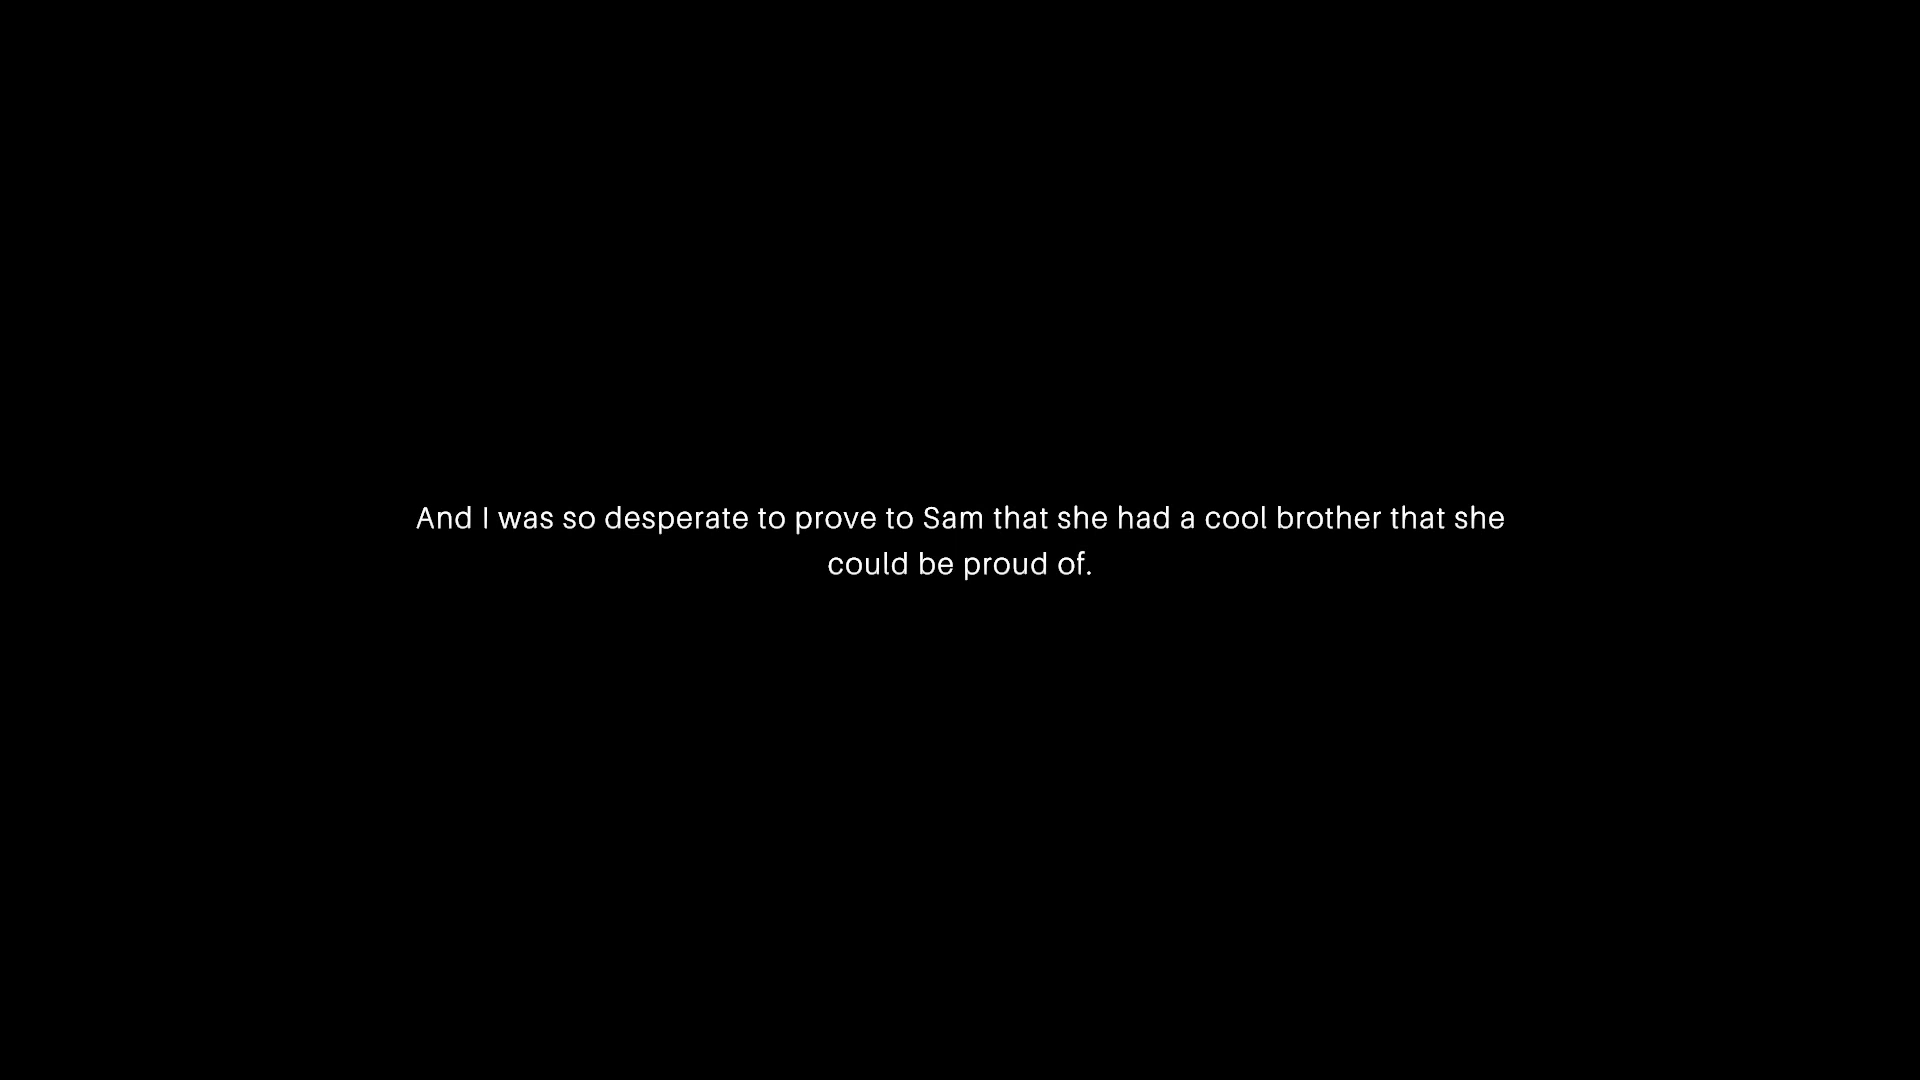 And I was so desperate to prove to Sam that she had a cool brother that she
could be proud of.